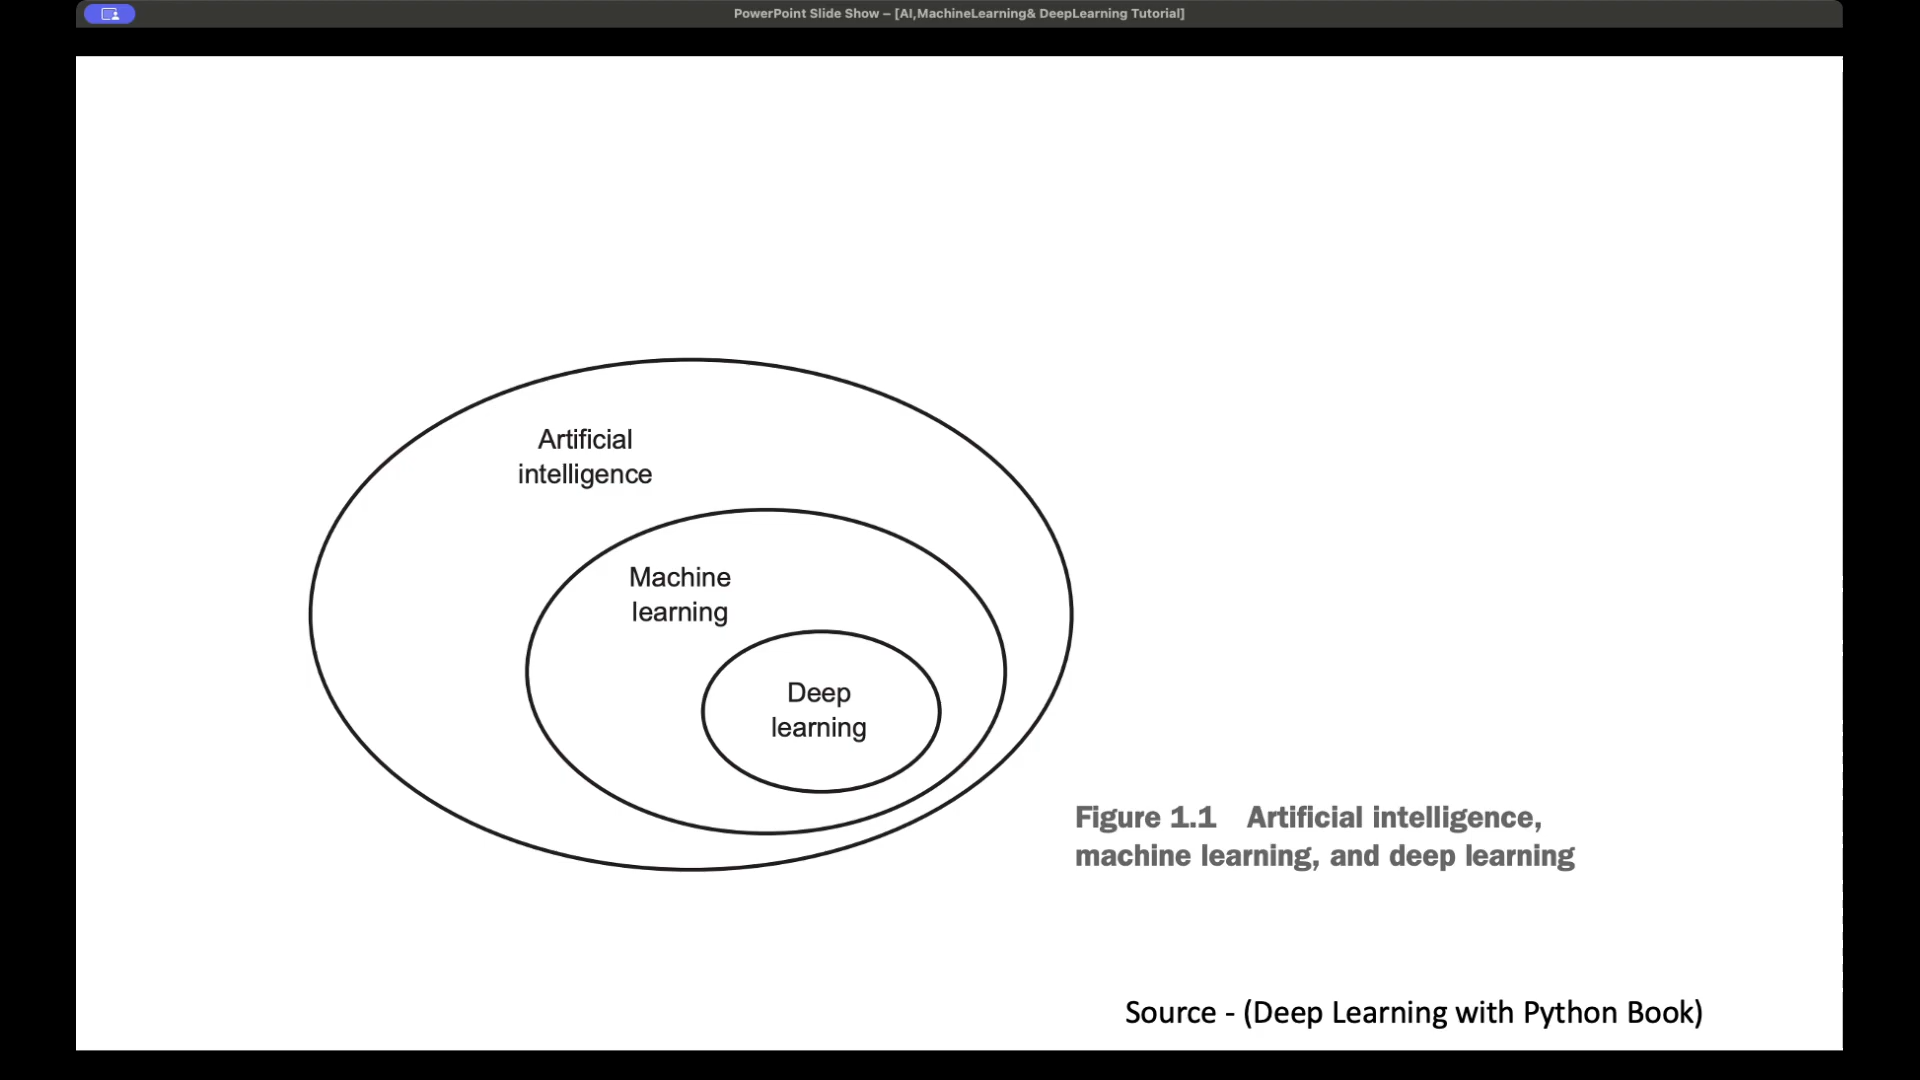 PowerPoint Slide Show – [AI,MachineLearning& DeepLearning Tutorial]
Artificial
intelligence
Machine
learning
Deep
learning
Figure 1.1 Artificial intelligence,
machine learning, and deep learning
Source - (Deep Learning with Python Book)